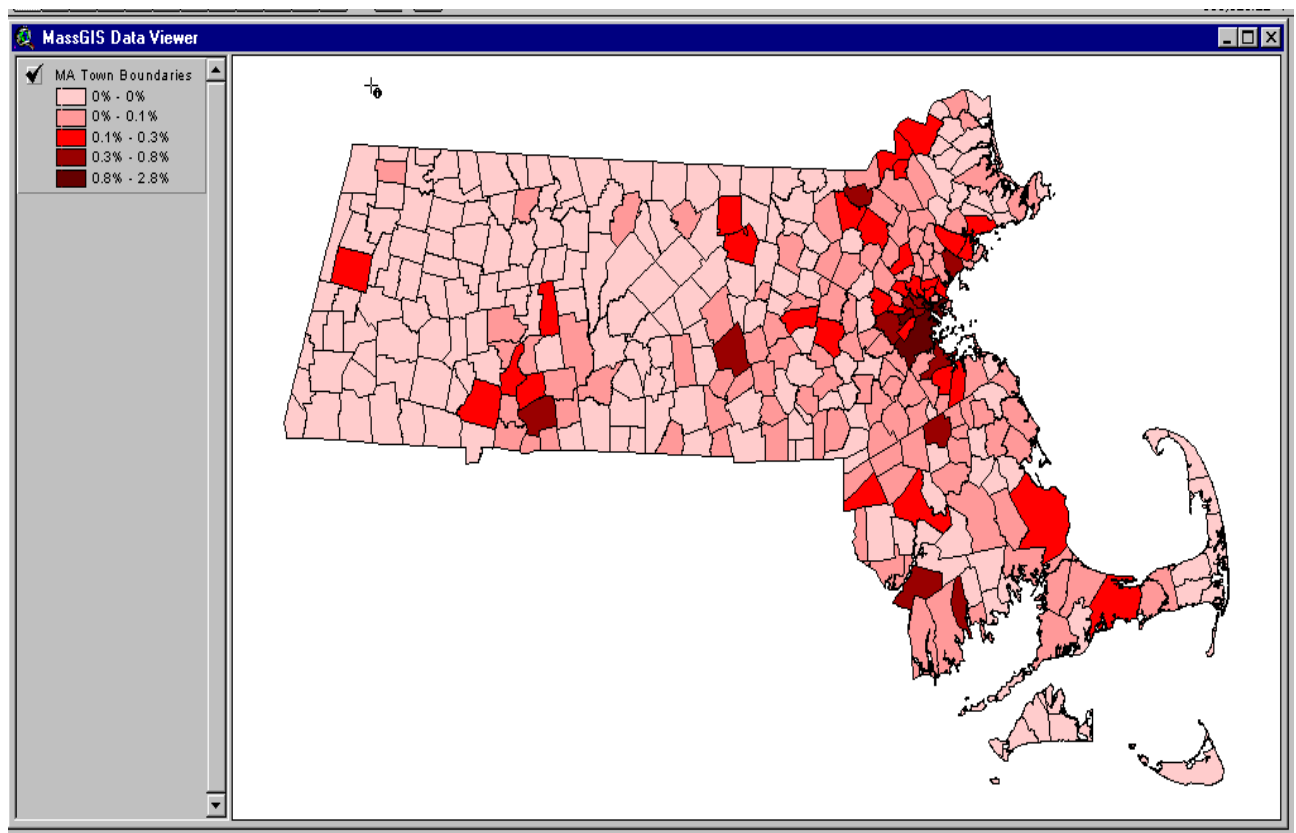 MassGIS Data Viewer
MA Town Boundaries
0% - 0%
0% - 0.1%
0.1% - 0.3%
0.3% - 0.8%
0.8% - 2.8%